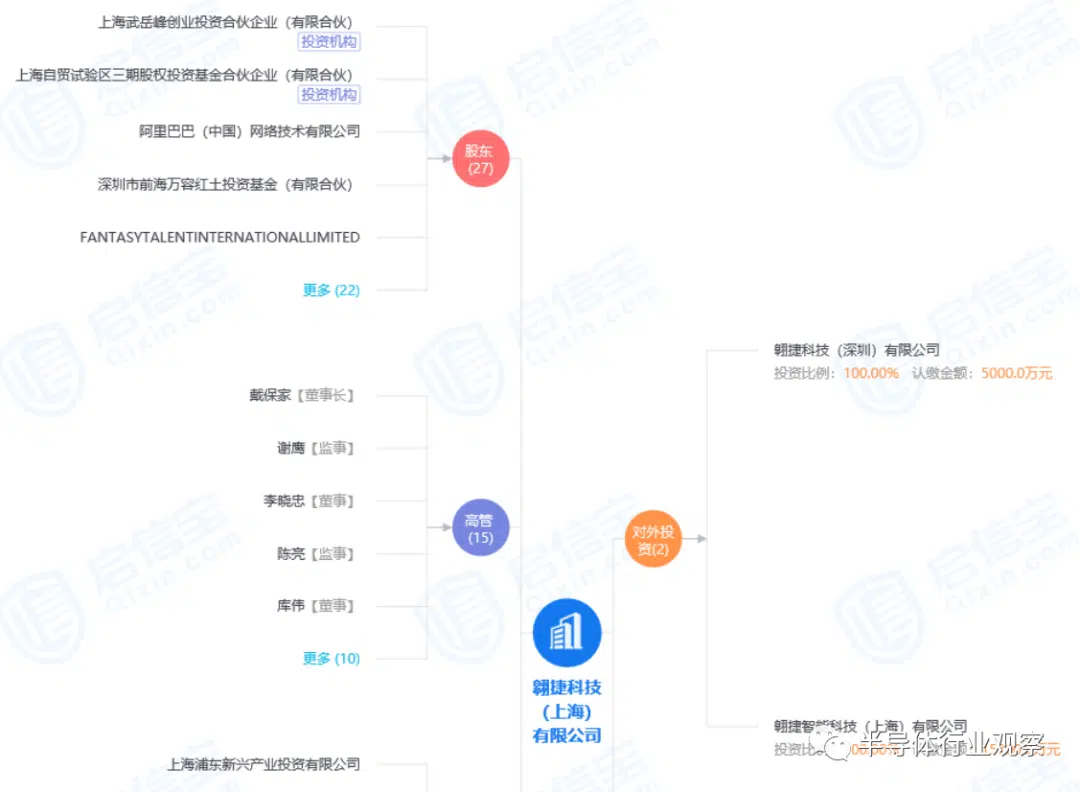 上海武岳峰创业投资合伙企业（有限合伙）
投资机构
上海自贸试验区三期股权投资基金合伙企业（有限合伙）
投资机构
阿里巴巴（中国）网络技术有限公司
深圳市前海万容红土投资基金（有限合伙）
FANTASYTALENTINTERNATIONALLIMITED
更多 (22)
股东
(27)
戴保家【董事长】
谢鹰【监事】
李晓忠【董事】
陈亮【监事】
库伟【董事】
更多 (10)
高管
(15)
上海浦东新兴产业投资有限公司
翱捷科技
（上海）
有限公司
对外投
资(2)
翱捷科技（深圳）有限公司
投资比例：100.00% 认缴金额：5000.0万元
翱捷智能科技（上海）有限公司
投资比
万元
半导体行业观察
启信宝
Qixin.com